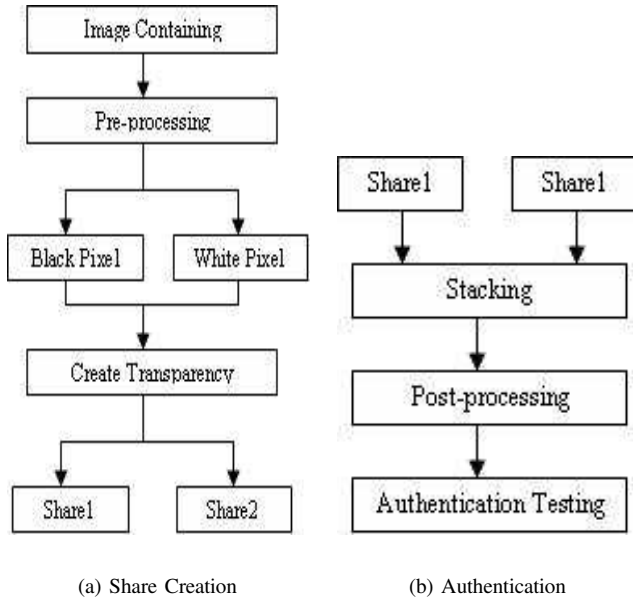 Image Containing
Pre-processing
Black Pixel
White Pixel
Create Transparency
Share1
Share2
(a) Share Creation
Share1
Share1
Stacking
Post-processing
Authentication Testing
(b) Authentication